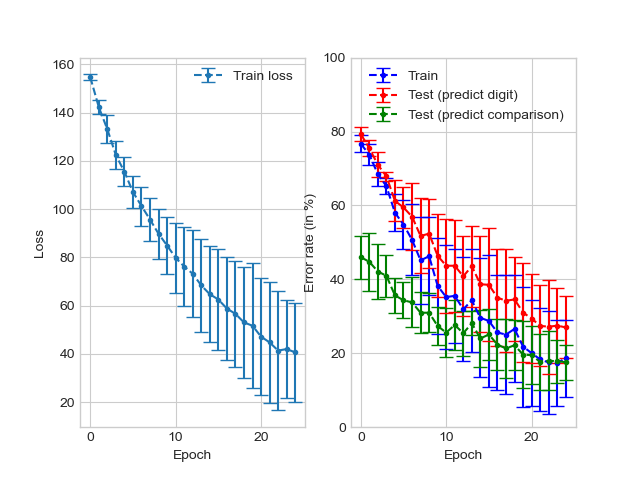 Loss
160
140
120
100
80
60
40
20
0
10
20
Epoch
Train loss
Error rate (in %)
100
80
60
40
20
0
0
10
20
Epoch
Train
Test (predict digit)
Test (predict comparison)